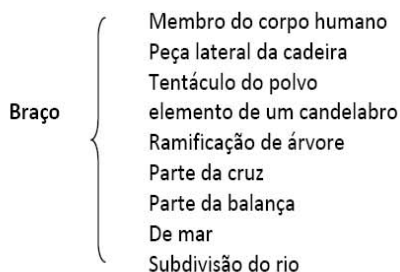 Membro do corpo humano
Peça lateral da cadeira
Tentáculo do polvo
Braço
elemento de um candelabro
Ramificação de árvore
Parte da cruz
Parte da balança
De mar
Subdivisão do rio